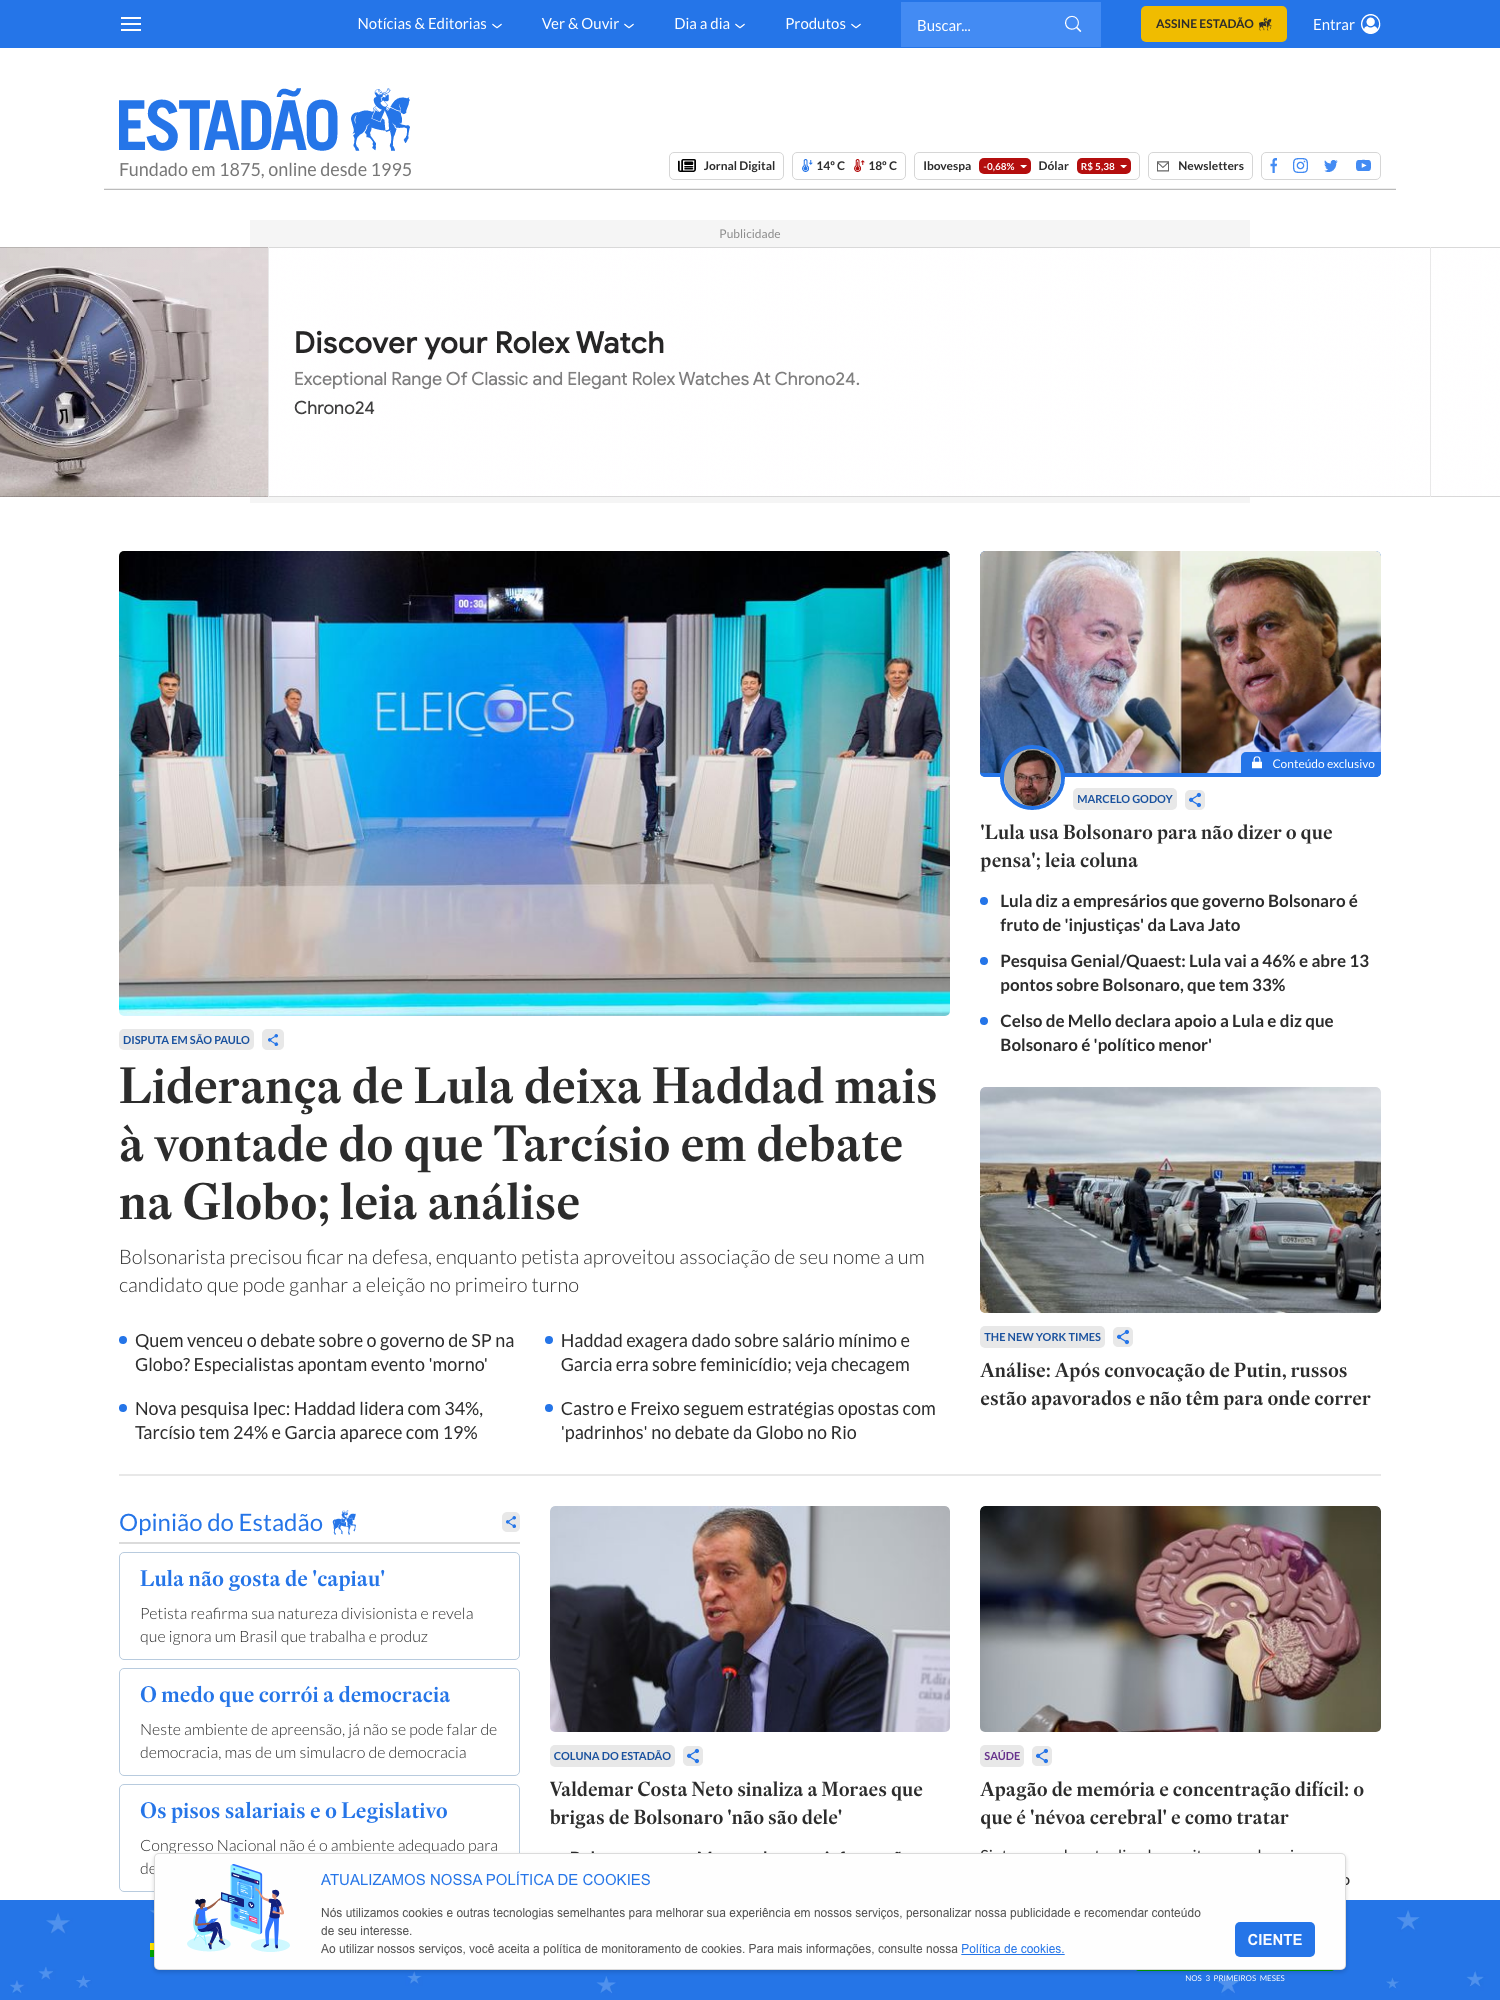 Notícias & Editorias
Ver & Ouvir
Dia a dia
Produtos
Buscar...
ASSINE ESTADÃO
Entrar
ESTADÃO
Fundado em 1875, online desde 1995
Jornal Digital
14º C
18º C
Ibovespa
-0,68%
Dólar
R$ 5,38
Newsletters
Publicidade
Discover your Rolex Watch
Exceptional Range Of Classic and Elegant Rolex Watches At Chrono24.
Chrono24
00:30
ELEIÇÕES
DISPUTA EM SÃO PAULO
Liderança de Lula deixa Haddad mais
à vontade do que Tarcísio em debate
na Globo; leia análise
Bolsonarista precisou ficar na defesa, enquanto petista aproveitou associação de seu nome a um
candidato que pode ganhar a eleição no primeiro turno
Quem venceu o debate sobre o governo de SP na
Globo? Especialistas apontam evento 'morno'
Nova pesquisa Ipec: Haddad lidera com 34%,
Tarcísio tem 24% e Garcia aparece com 19%
Haddad exagera dado sobre salário mínimo e
Garcia erra sobre feminicídio; veja checagem
Castro e Freixo seguem estratégias opostas com
'padrinhos' no debate da Globo no Rio
Conteúdo exclusivo
MARCELO GODOY
'Lula usa Bolsonaro para não dizer o que
pensa'; leia coluna
Lula diz a empresários que governo Bolsonaro é
fruto de 'injustiças' da Lava Jato
Pesquisa Genial/Quaest: Lula vai a 46% e abre 13
pontos sobre Bolsonaro, que tem 33%
Celso de Mello declara apoio a Lula e diz que
Bolsonaro é 'político menor'
THE NEW YORK TIMES
Análise: Após convocação de Putin, russos
estão apavorados e não têm para onde correr
Opinião do Estadão
Lula não gosta de 'capiau'
Petista reafirma sua natureza divisionista e revela
que ignora um Brasil que trabalha e produz
O medo que corrói a democracia
Neste ambiente de apreensão, já não se pode falar de
democracia, mas de um simulacro de democracia
Os pisos salariais e o Legislativo
Congresso Nacional não é o ambiente adequado para
de
COLUNA DO ESTADÃO
Valdemar Costa Neto sinaliza a Moraes que
brigas de Bolsonaro 'não são dele'
SAÚDE
Apagão de memória e concentração difícil: o
que é 'névoa cerebral' e como tratar
ATUALIZAMOS NOSSA POLÍTICA DE COOKIES
Nós utilizamos cookies e outras tecnologias semelhantes para melhorar sua experiência em nossos serviços, personalizar nossa publicidade e recomendar conteúdo
de seu interesse.
Ao utilizar nossos serviços, você aceita a política de monitoramento de cookies. Para mais informações, consulte nossa Política de cookies.
CIENTE
NOS 3 PRIMEIROS MESES